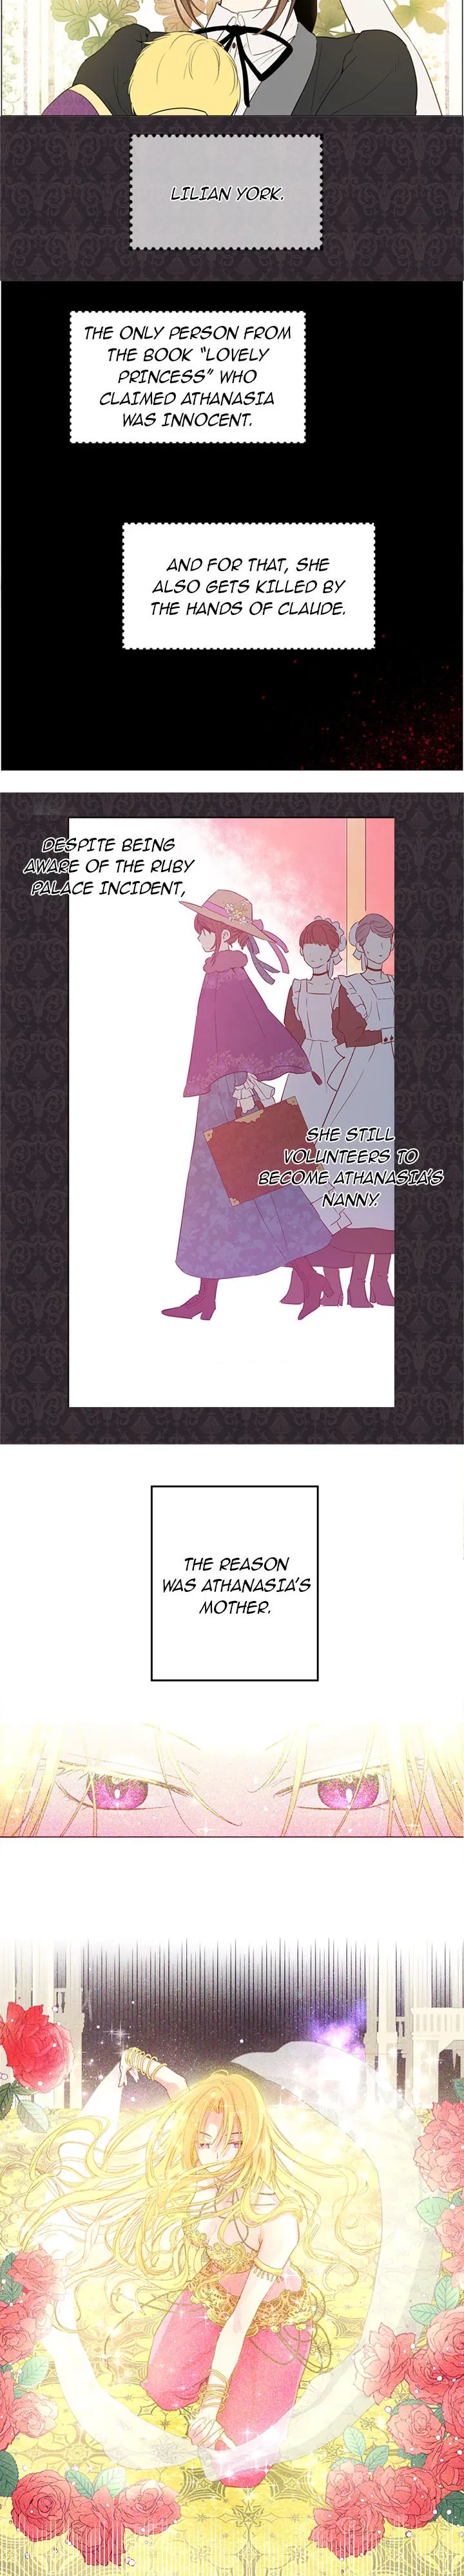 LILIAN YORK.
THE ONLY PERSON FROM
THE BOOK "LOVELY
PRINCESS" WHO
CLAIMED ATHANASIA
WAS INNOCENT.
AND FOR THAT, SHE
ALSO GETS KILLED BY
THE HANDS OF CLAUDE.
DESPITE BEING
AWARE OF THE RUBY
PALACE INCIDENT,
SHE STILL
VOLUNTEERS TO
BECOME ATHANASIA'S
NANNY.
THE REASON
WAS ATHANASIA'S
MOTHER.